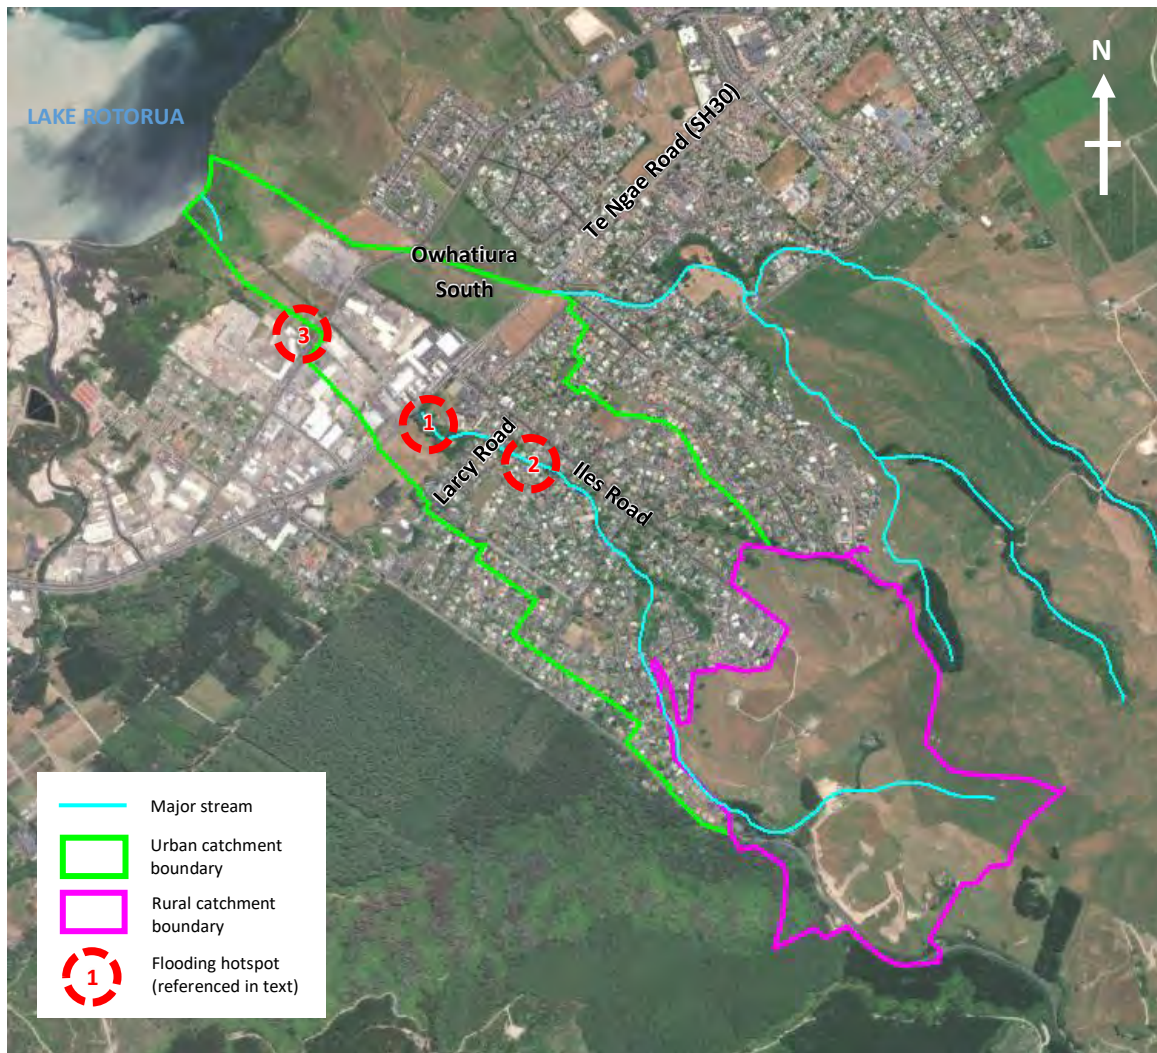 N
LAKE ROTORUA
Te Ngae Road (SH30)
Owhatiura
South
3
1
2
Larcy Road
Iles Road
Major stream
Urban catchment
boundary
Rural catchment
boundary
1
Flooding hotspot
(referenced in text)